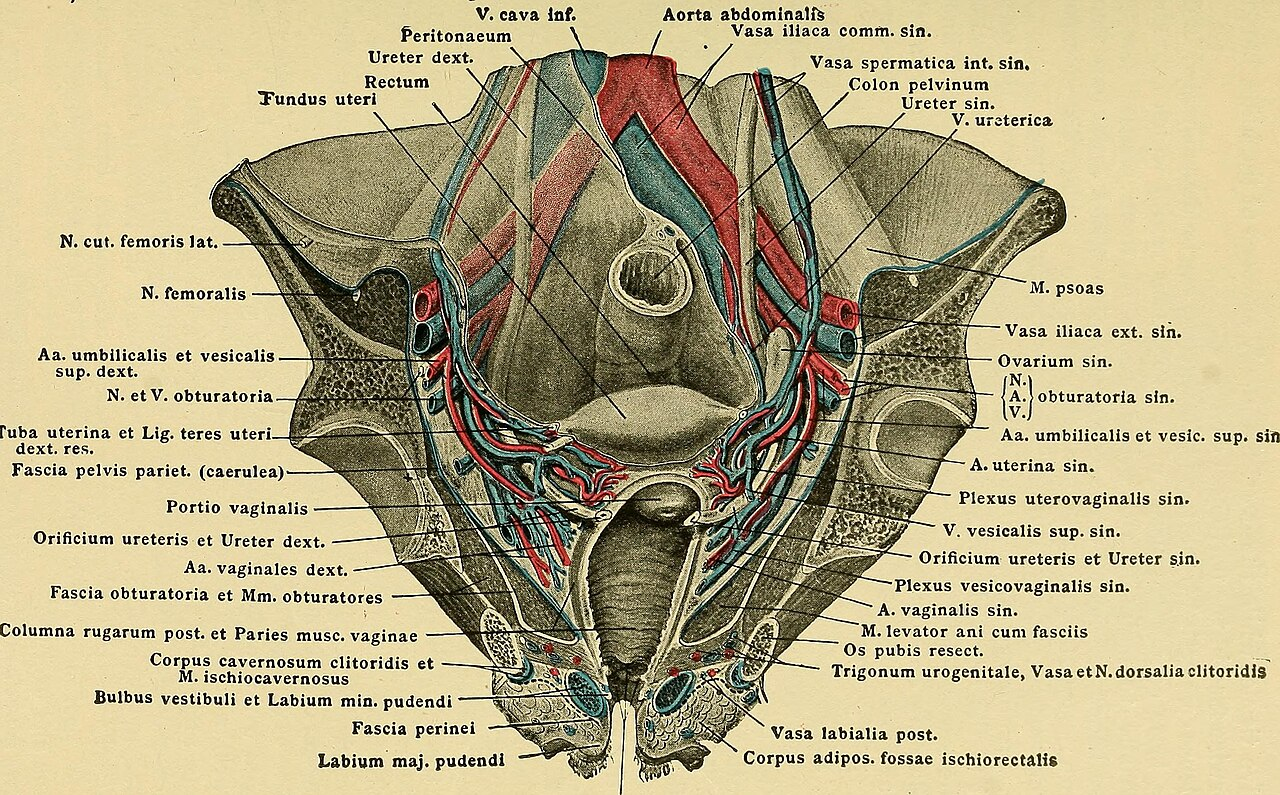 V. cava inf.
Peritonaeum
Ureter dext.
Rectum
Fundus uteri
Aorta abdominalis
Vasa iliaca comm. sin.
Vasa spermatica int. sin.
Colon pelvinum
Ureter sin.
V. ureterica
N. cut. femoris lat.
N. femoralis
Aa. umbilicalis et vesicalis
sup. dext.
N. et V. obturatoria
Tuba uterina et Lig. teres uteri
dext. res.
Fascia pelvis pariet. (caerulea)
Portio vaginalis
Orificium ureteris et Ureter dext.
Aa. vaginales dext.
Fascia obturatoria et Mm. obturatores
Columna rugarum post. et Paries musc. vaginae
Corpus cavernosum clitoridis et
M. ischiocavernosus
Bulbus vestibuli et Labium min. pudendi
Fascia perinei
Labium maj. pudendi
M. psoas
Vasa iliaca ext. sin.
Ovarium sin.
N.
A. obturatoria sin.
V.
Aa. umbilicalis et vesic. sup. sin
A. uterina sin.
Plexus uterovaginalis sin.
V. vesicalis sup. sin.
Orificium ureteris et Ureter sin.
Plexus vesicovaginalis sin.
A. vaginalis sin.
M. levator ani cum fasciis
Os pubis resect.
Trigonum urogenitale, Vasa et N. dorsalia clitoridis
Vasa labialia post.
Corpus adipos. fossae ischiorectalis